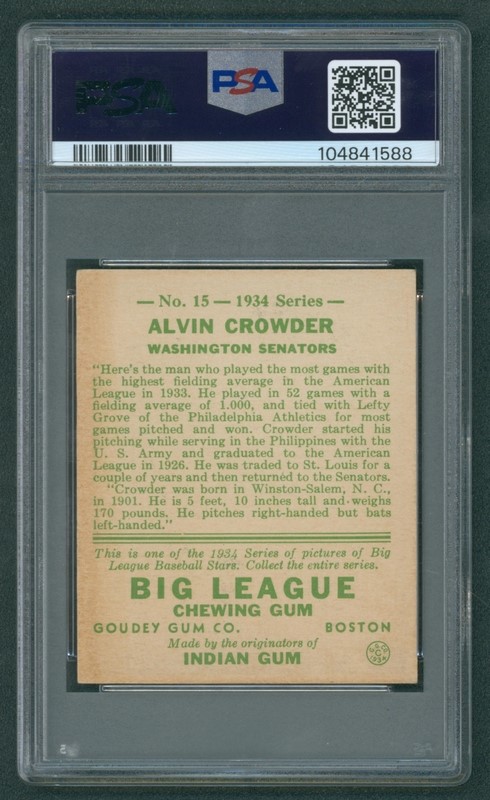 PSA
PSA
104841588
— No. 15 — 1934 Series —
ALVIN CROWDER
WASHINGTON SENATORS
"Here's the man who played the most games with
the highest fielding average in the American
League in 1933. He played in 52 games with a
fielding average of 1.000, and tied with Lefty
Grove of the Philadelphia Athletics for most
games pitched and won. Crowder started his
pitching while serving in the Philippines with the
U. S. Army and graduated to the American
League in 1926. He was traded to St. Louis for a
couple of years and then returned to the Senators.
"Crowder was born in Winston-Salem, N. C.,
in 1901. He is 5 feet, 10 inches tall and weighs
170 pounds. He pitches right-handed but bats
left-handed."
This is one of the 1934 Series of pictures of Big
League Baseball Stars. Collect the entire series.
BIG LEAGUE
CHEWING GUM
GOUDEY GUM CO. BOSTON
Made by the originators of
INDIAN GUM